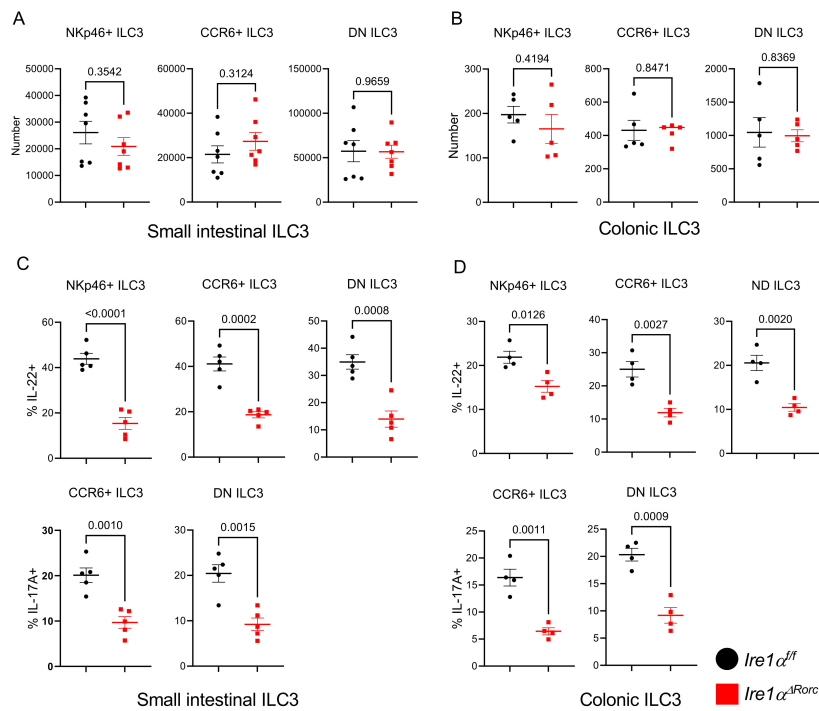 A
NKp46+ ILC3
CCR6+ ILC3
DN ILC3
Number
50000
40000
30000
20000
10000
0
0.3542
60000
40000
20000
0
0.3124
150000
100000
50000
0
0.9659
Small intestinal ILC3
B
NKp46+ ILC3
CCR6+ ILC3
DN ILC3
Number
300
200
100
0
0.4194
800
600
400
200
0
0.8471
2000
1500
1000
500
0
0.8369
Colonic ILC3
C
NKp46+ ILC3
CCR6+ ILC3
DN ILC3
% IL-22+
60
40
20
0
<0.0001
60
40
20
0
0.0002
50
40
30
20
10
0
0.0008
CCR6+ ILC3
DN ILC3
% IL-17A+
30
20
10
0
0.0010
30
20
10
0
0.0015
Small intestinal ILC3
D
NKp46+ ILC3
CCR6+ ILC3
ND ILC3
% IL-22+
30
20
10
0
0.0126
40
30
20
10
0
0.0027
30
20
10
0
0.0020
CCR6+ ILC3
DN ILC3
% IL-17A+
25
20
15
10
5
0
0.0011
25
20
15
10
5
0
0.0009
Colonic ILC3
Ire1α^f/f
Ire1α^ΔRorc